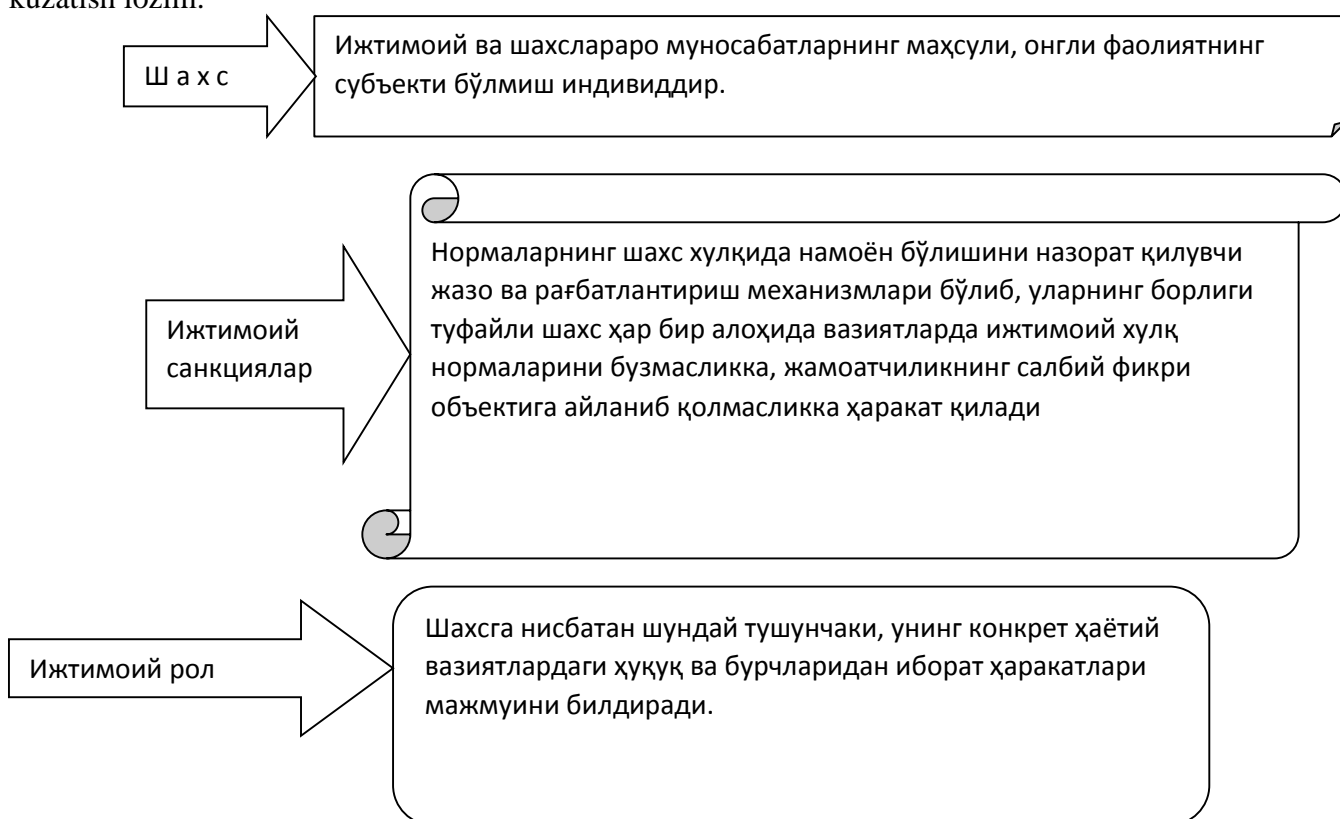 kuzatish lozim.
Ш а х с
Ижтимоий ва шахслараро муносабатларнинг маҳсули, онгли фаолиятнинг
субъекти бўлмиш индивиддир.
Ижтимоий
санкциялар
Нормаларнинг шахс хулқида намоён бўлишини назорат қилувчи
жазо ва рағбатлантириш механизмлари бўлиб, уларнинг борлиги
туфайли шахс ҳар бир алоҳида вазиятларда ижтимоий хулқ
нормаларини бузмасликка, жамоатчиликнинг салбий фикри
объектига айланиб қолмасликка ҳаракат қилади
Ижтимоий рол
Шахсга нисбатан шундай тушунчаки, унинг конкрет ҳаётий
вазиятлардаги ҳуқуқ ва бурчларидан иборат ҳаракатлари
мажмуини билдиради.